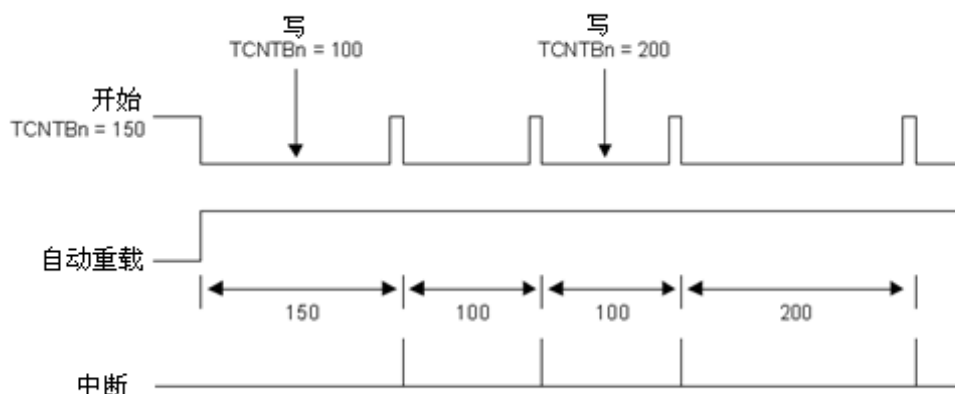 写
TCNTBn = 100
写
TCNTBn = 200
开始
TCNTBn = 150
自动重载
150
100
100
200
中断